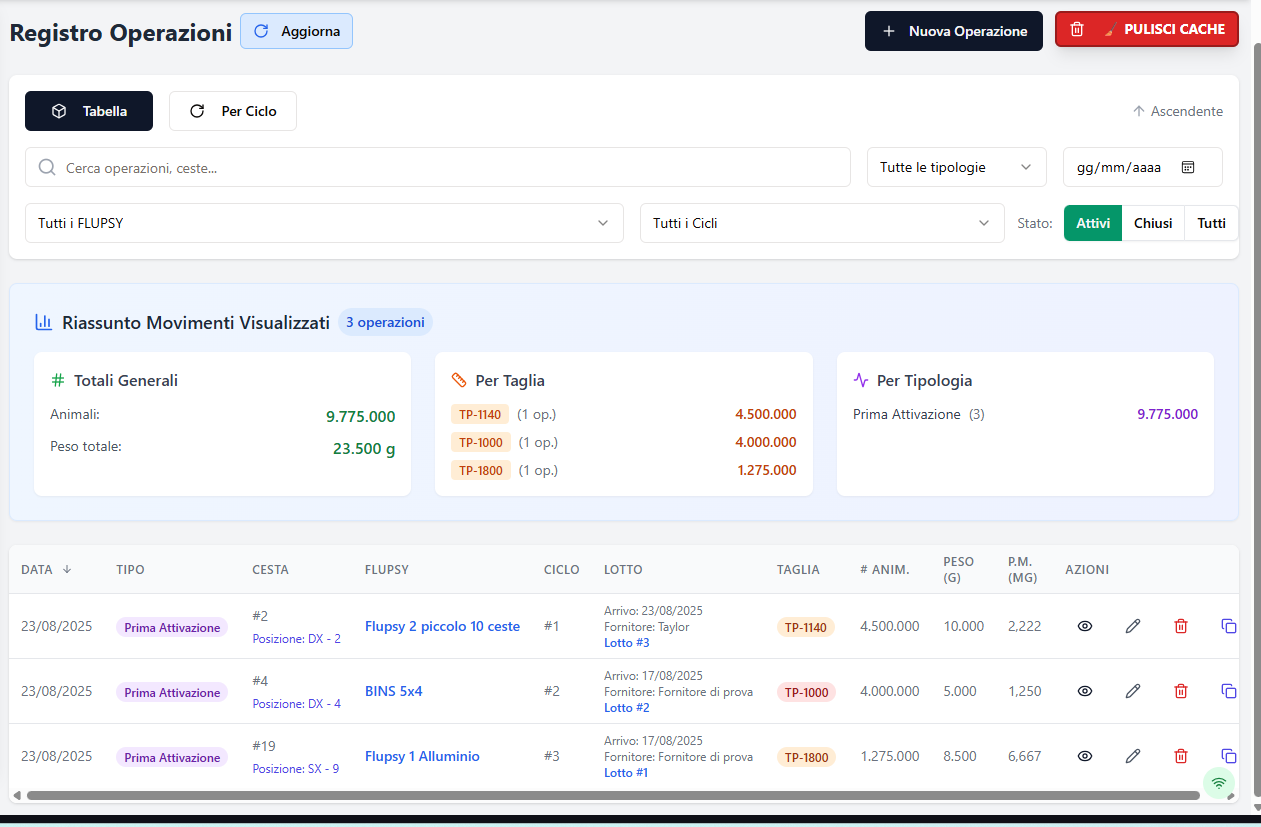 Registro Operazioni Aggiorna Nuova Operazione PULISCI CACHE
Tabella Per Ciclo Ascendente
Cerca operazioni, ceste... Tutte le tipologie gg/mm/aaaa
Tutti i FLUPSY Tutti i Cicli Stato: Attivi Chiusi Tutti
Riassunto Movimenti Visualizzati 3 operazioni
# Totali Generali
Animali: 9.775.000
Peso totale: 23.500 g
Per Taglia
TP-1140 (1 op.) 4.500.000
TP-1000 (1 op.) 4.000.000
TP-1800 (1 op.) 1.275.000
Per Tipologia
Prima Attivazione (3) 9.775.000
DATA TIPO CESTA FLUPSY CICLO LOTTO TAGLIA # ANIM. PESO (G) P.M. (MG) AZIONI
23/08/2025 Prima Attivazione #2 Posizione: DX - 2 Flupsy 2 piccolo 10 ceste #1 Arrivo: 23/08/2025 Fornitore: Taylor Lotto #3 TP-1140 4.500.000 10.000 2,222
23/08/2025 Prima Attivazione #4 Posizione: DX - 4 BINS 5x4 #2 Arrivo: 17/08/2025 Fornitore: Fornitore di prova Lotto #2 TP-1000 4.000.000 5.000 1,250
23/08/2025 Prima Attivazione #19 Posizione: SX - 9 Flupsy 1 Alluminio #3 Arrivo: 17/08/2025 Fornitore: Fornitore di prova Lotto #1 TP-1800 1.275.000 8.500 6,667